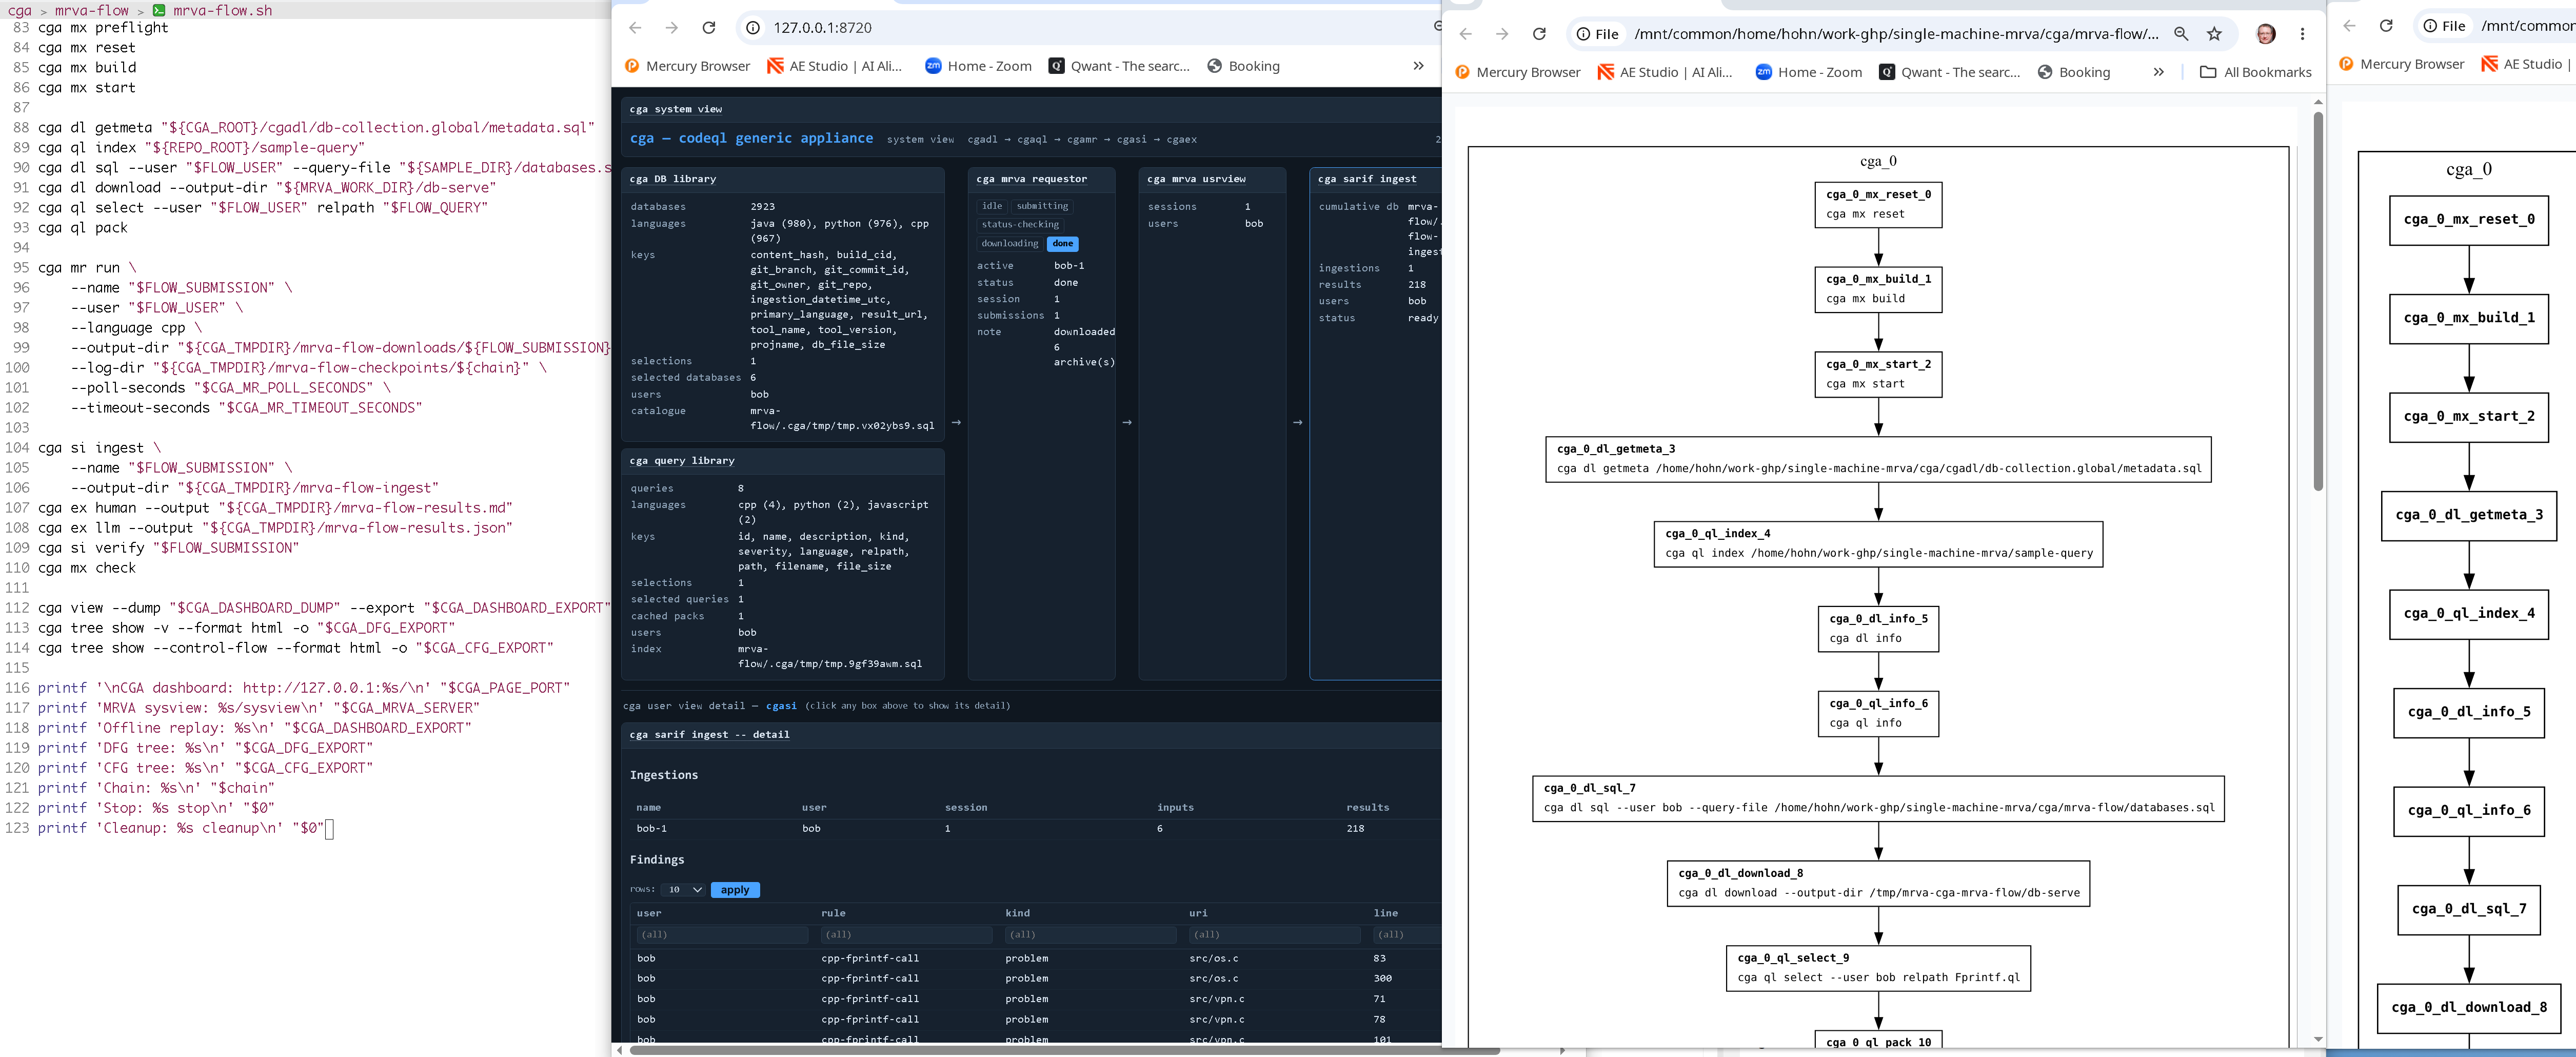 cga > mrva-flow > mrva-flow.sh
83 cga mx preflight
84 cga mx reset
85 cga mx build
86 cga mx start
87
88 cga dl getmeta "${CGA_ROOT}/cgadl/db-collection.global/metadata.sql"
89 cga ql index "${REPO_ROOT}/sample-query"
90 cga dl sql --user "$FLOW_USER" --query-file "${SAMPLE_DIR}/databases.s
91 cga dl download --output-dir "${MRVA_WORK_DIR}/db-serve"
92 cga ql select --user "$FLOW_USER" relpath "$FLOW_QUERY"
93 cga ql pack
94
95 cga mr run \
96 --name "$FLOW_SUBMISSION" \
97 --user "$FLOW_USER" \
98 --language cpp \
99 --output-dir "${CGA_TMPDIR}/mrva-flow-downloads/${FLOW_SUBMISSION}
100 --log-dir "${CGA_TMPDIR}/mrva-flow-checkpoints/${chain}" \
101 --poll-seconds "$CGA_MR_POLL_SECONDS" \
102 --timeout-seconds "$CGA_MR_TIMEOUT_SECONDS"
103
104 cga si ingest \
105 --name "$FLOW_SUBMISSION" \
106 --output-dir "${CGA_TMPDIR}/mrva-flow-ingest"
107 cga ex human --output "${CGA_TMPDIR}/mrva-flow-results.md"
108 cga ex llm --output "${CGA_TMPDIR}/mrva-flow-results.json"
109 cga si verify "$FLOW_SUBMISSION"
110 cga mx check
111
112 cga view --dump "$CGA_DASHBOARD_DUMP" --export "$CGA_DASHBOARD_EXPORT"
113 cga tree show -v --format html -o "$CGA_DFG_EXPORT"
114 cga tree show --control-flow --format html -o "$CGA_CFG_EXPORT"
115
116 printf '\nCGA dashboard: http://127.0.0.1:%s/\n' "$CGA_PAGE_PORT"
117 printf 'MRVA sysview: %s/sysview\n' "$CGA_MRVA_SERVER"
118 printf 'Offline replay: %s\n' "$CGA_DASHBOARD_EXPORT"
119 printf 'DFG tree: %s\n' "$CGA_DFG_EXPORT"
120 printf 'CFG tree: %s\n' "$CGA_CFG_EXPORT"
121 printf 'Chain: %s\n' "$chain"
122 printf 'Stop: %s stop\n' "$0"
123 printf 'Cleanup: %s cleanup\n' "$0"
127.0.0.1:8720
Mercury Browser AE Studio | AI Ali... zm Home - Zoom Qwant - The searc... Booking »
cga system view
cga — codeql generic appliance system view cgadl → cgaql → cgamr → cgasi → cgaex 2
cga DB library
databases 2923
languages java (980), python (976), cpp
(967)
keys content_hash, build_cid,
git_branch, git_commit_id,
git_owner, git_repo,
ingestion_datetime_utc,
primary_language, result_url,
tool_name, tool_version,
projname, db_file_size
selections 1
selected databases 6
users bob
catalogue mrva-
flow/.cga/tmp/tmp.vx02ybs9.sql
cga query library
queries 8
languages cpp (4), python (2), javascript
(2)
keys id, name, description, kind,
severity, language, relpath,
path, filename, file_size
selections 1
selected queries 1
cached packs 1
users bob
index mrva-
flow/.cga/tmp/tmp.9gf39awm.sql
→
cga mrva requestor
idle submitting
status-checking
downloading done
active bob-1
status done
session 1
submissions 1
note downloaded
6
archive(s)
→
cga mrva usrview
sessions 1
users bob
→
cga sarif ingest
cumulative db mrva-
flow/.
flow-
ingest
ingestions 1
results 218
users bob
status ready
cga user view detail — cgasi (click any box above to show its detail)
cga sarif ingest -- detail
Ingestions
name user session inputs results
bob-1 bob 1 6 218
Findings
rows: 10 apply
user rule kind uri line
(all) (all) (all) (all) (all)
bob cpp-fprintf-call problem src/os.c 83
bob cpp-fprintf-call problem src/os.c 300
bob cpp-fprintf-call problem src/vpn.c 71
bob cpp-fprintf-call problem src/vpn.c 78
bob cpp-fprintf-call problem src/vpn.c 101
File /mnt/common/home/hohn/work-ghp/single-machine-mrva/cga/mrva-flow/...
Mercury Browser AE Studio | AI Ali... zm Home - Zoom Qwant - The searc... Booking » All Bookmarks
cga_0
cga_0_mx_reset_0
cga mx reset
cga_0_mx_build_1
cga mx build
cga_0_mx_start_2
cga mx start
cga_0_dl_getmeta_3
cga dl getmeta /home/hohn/work-ghp/single-machine-mrva/cga/cgadl/db-collection.global/metadata.sql
cga_0_ql_index_4
cga ql index /home/hohn/work-ghp/single-machine-mrva/sample-query
cga_0_dl_info_5
cga dl info
cga_0_ql_info_6
cga ql info
cga_0_dl_sql_7
cga dl sql --user bob --query-file /home/hohn/work-ghp/single-machine-mrva/cga/mrva-flow/databases.sql
cga_0_dl_download_8
cga dl download --output-dir /tmp/mrva-cga-mrva-flow/db-serve
cga_0_ql_select_9
cga ql select --user bob relpath Fprintf.ql
cga_0_ql_pack_10
File /mnt/common
Mercury Browser AE Studio |
cga_0
cga_0_mx_reset_0
cga_0_mx_build_1
cga_0_mx_start_2
cga_0_dl_getmeta_3
cga_0_ql_index_4
cga_0_dl_info_5
cga_0_ql_info_6
cga_0_dl_sql_7
cga_0_dl_download_8